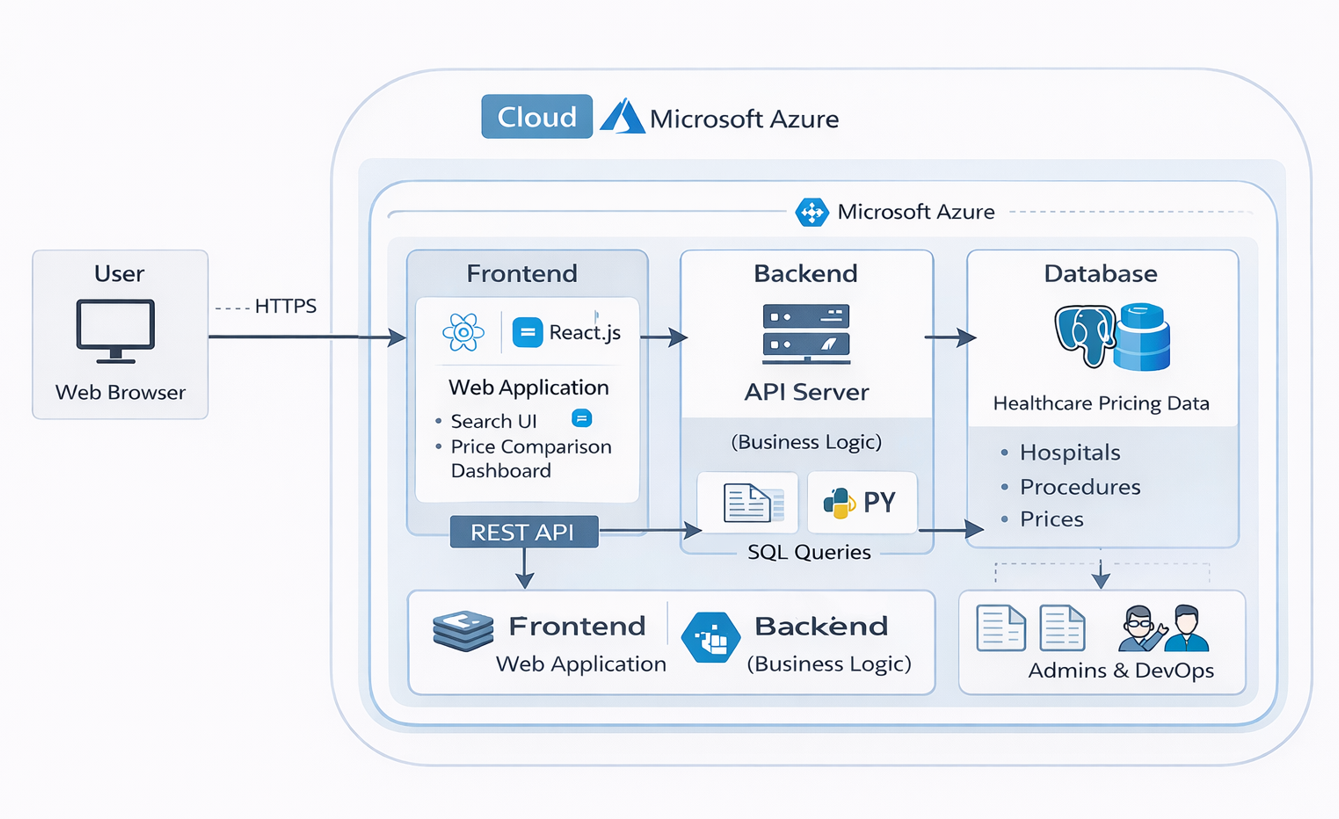 Cloud Microsoft Azure
Microsoft Azure
User
Web Browser
HTTPS
Frontend
React.js
Web Application
• Search UI
• Price Comparison
Dashboard
REST API
Backend
API Server
(Business Logic)
PY
SQL Queries
Database
Healthcare Pricing Data
• Hospitals
• Procedures
• Prices
Frontend
Web Application
Backend
(Business Logic)
Admins & DevOps